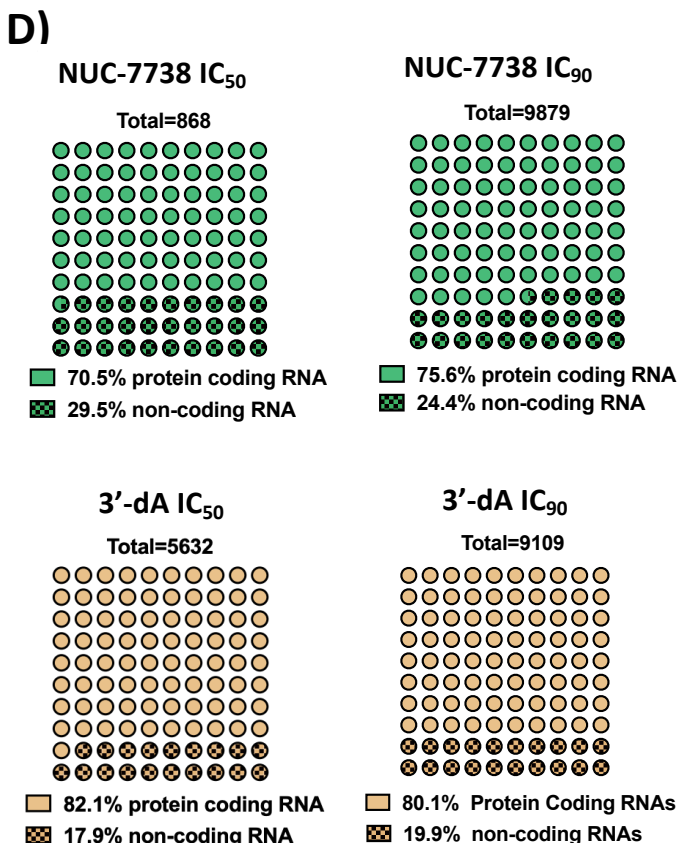 D)
NUC-7738 IC50
Total=868
70.5% protein coding RNA
29.5% non-coding RNA
NUC-7738 IC90
Total=9879
75.6% protein coding RNA
24.4% non-coding RNA
3’-dA IC50
Total=5632
82.1% protein coding RNA
17.9% non-coding RNA
3’-dA IC90
Total=9109
80.1% Protein Coding RNAs
19.9% non-coding RNAs